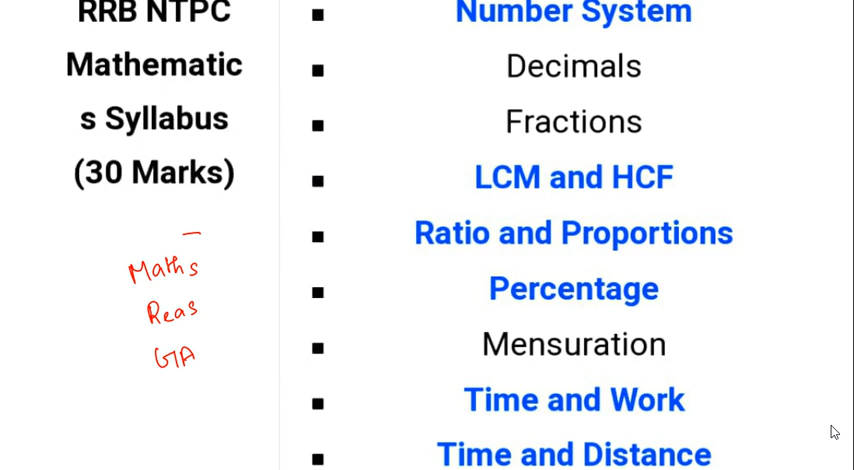 RRB NTPC
Mathematic
s Syllabus
(30 Marks)
Maths
Reas
GA
▪ Number System
▪ Decimals
▪ Fractions
▪ LCM and HCF
▪ Ratio and Proportions
▪ Percentage
▪ Mensuration
▪ Time and Work
▪ Time and Distance